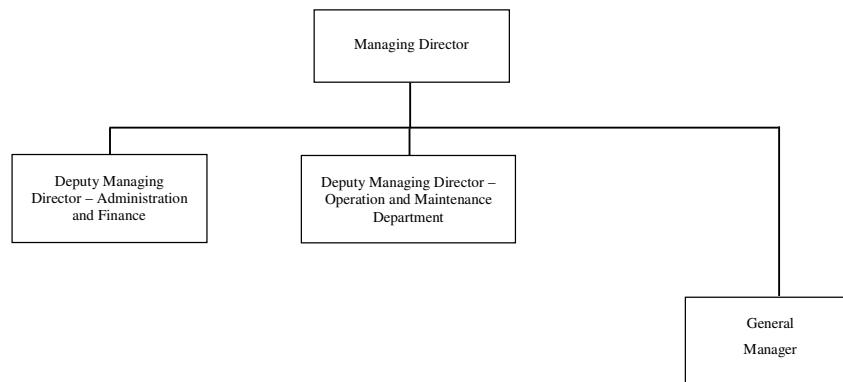 Managing Director
Deputy Managing
Director – Administration
and Finance
Deputy Managing Director –
Operation and Maintenance
Department
General
Manager